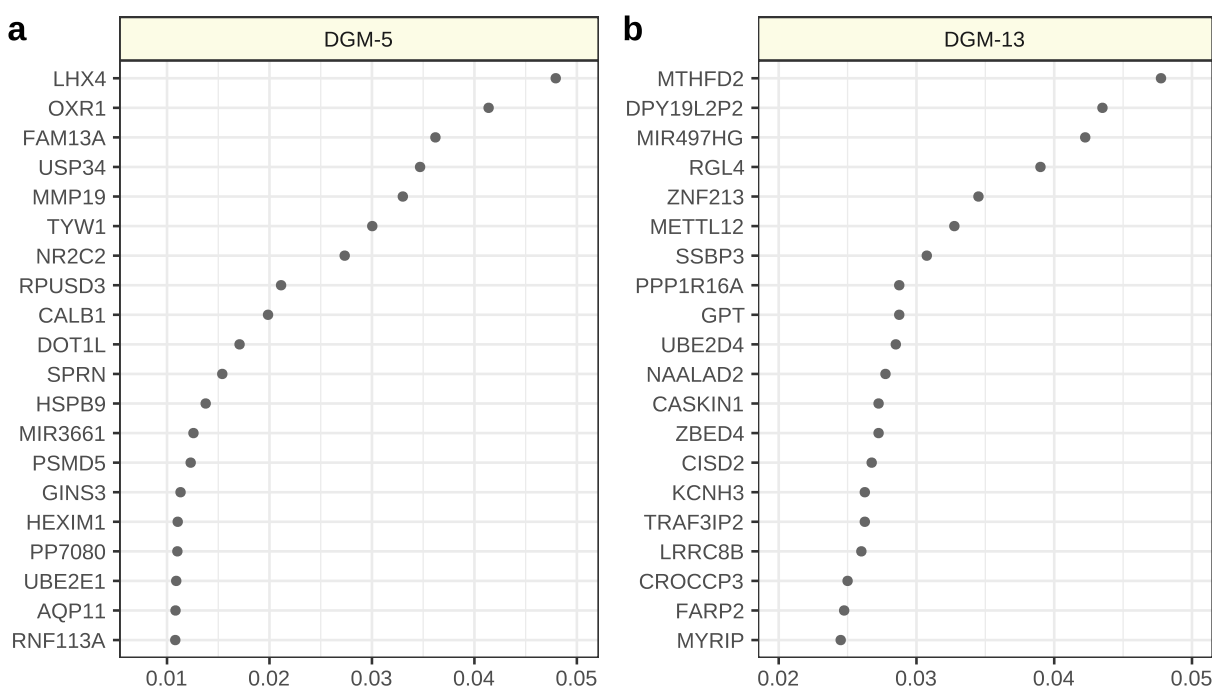 a
DGM-5
LHX4
OXR1
FAM13A
USP34
MMP19
TYW1
NR2C2
RPUSD3
CALB1
DOT1L
SPRN
HSPB9
MIR3661
PSMD5
GINS3
HEXIM1
PP7080
UBE2E1
AQP11
RNF113A
0.01 0.02 0.03 0.04 0.05
b
DGM-13
MTHFD2
DPY19L2P2
MIR497HG
RGL4
ZNF213
METTL12
SSBP3
PPP1R16A
GPT
UBE2D4
NAALAD2
CASKIN1
ZBED4
CISD2
KCNH3
TRAF3IP2
LRRC8B
CROCCP3
FARP2
MYRIP
0.02 0.03 0.04 0.05